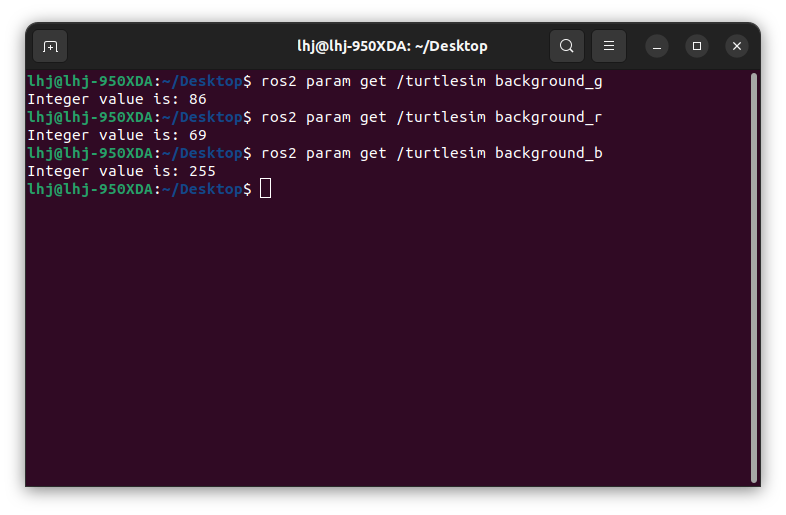 lhj@lhj-950XDA: ~/Desktop
lhj@lhj-950XDA:~/Desktop$ ros2 param get /turtlesim background_g
Integer value is: 86
lhj@lhj-950XDA:~/Desktop$ ros2 param get /turtlesim background_r
Integer value is: 69
lhj@lhj-950XDA:~/Desktop$ ros2 param get /turtlesim background_b
Integer value is: 255
lhj@lhj-950XDA:~/Desktop$